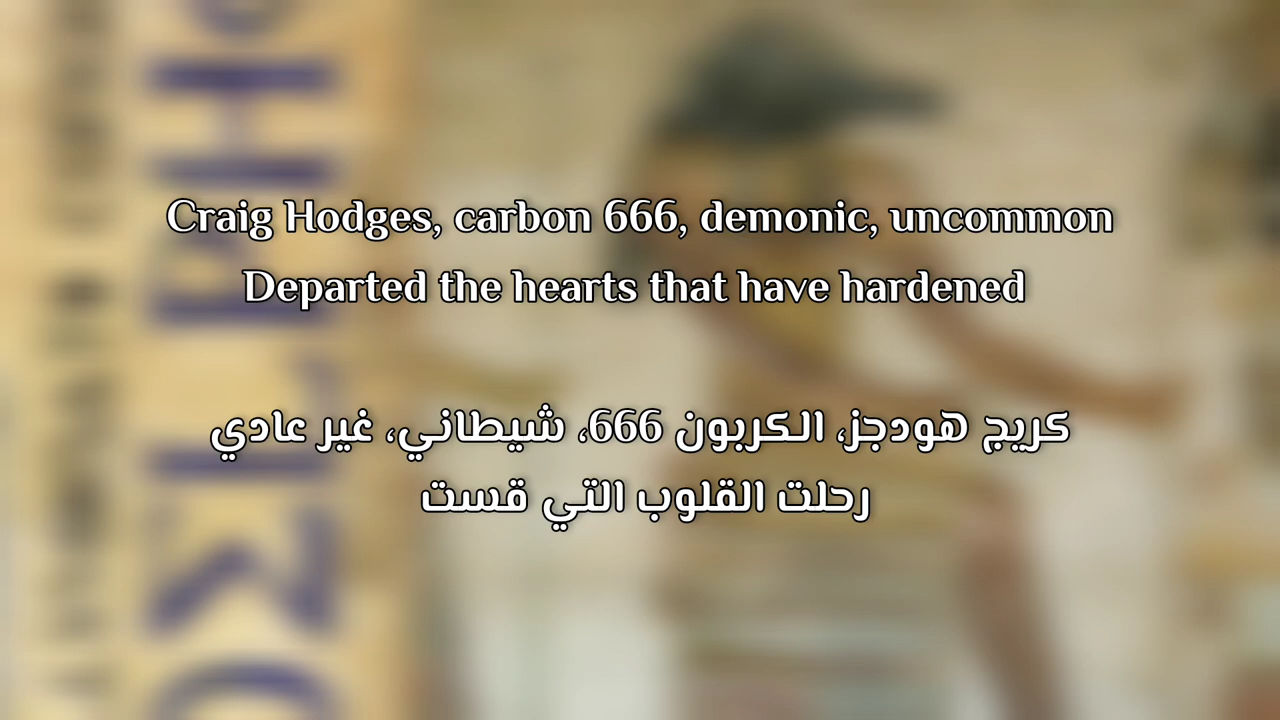 Craig Hodges, carbon 666, demonic, uncommon
Departed the hearts that have hardened
كريج هودجز، الكربون 666، شيطاني، غير عادي
رحلت القلوب التي قست